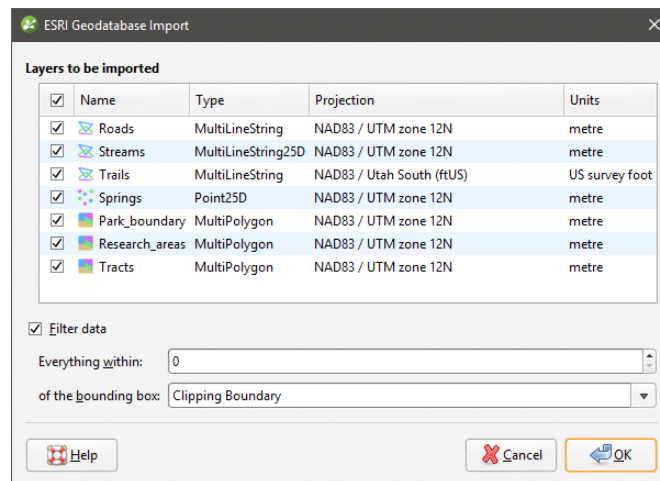 ESRI Geodatabase Import
Layers to be imported
Name Type Projection Units
Roads MultiLineString NAD83 / UTM zone 12N metre
Streams MultiLineString25D NAD83 / UTM zone 12N metre
Trails MultiLineString NAD83 / Utah South (ftUS) US survey foot
Springs Point25D NAD83 / UTM zone 12N metre
Park_boundary MultiPolygon NAD83 / UTM zone 12N metre
Research_areas MultiPolygon NAD83 / UTM zone 12N metre
Tracts MultiPolygon NAD83 / UTM zone 12N metre
Filter data
Everything within: 0
of the bounding box: Clipping Boundary
Help Cancel OK